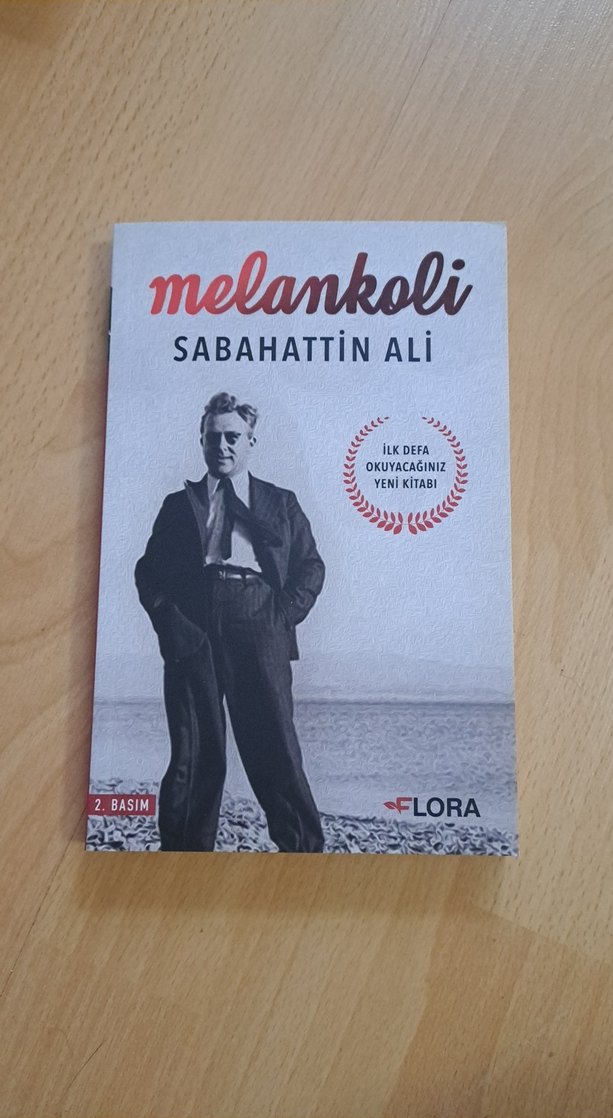 melankoli
SABAHATTİN ALİ
İLK DEFA
OKUYACAĞINIZ
YENİ KİTABI
2. BASIM
FLORA